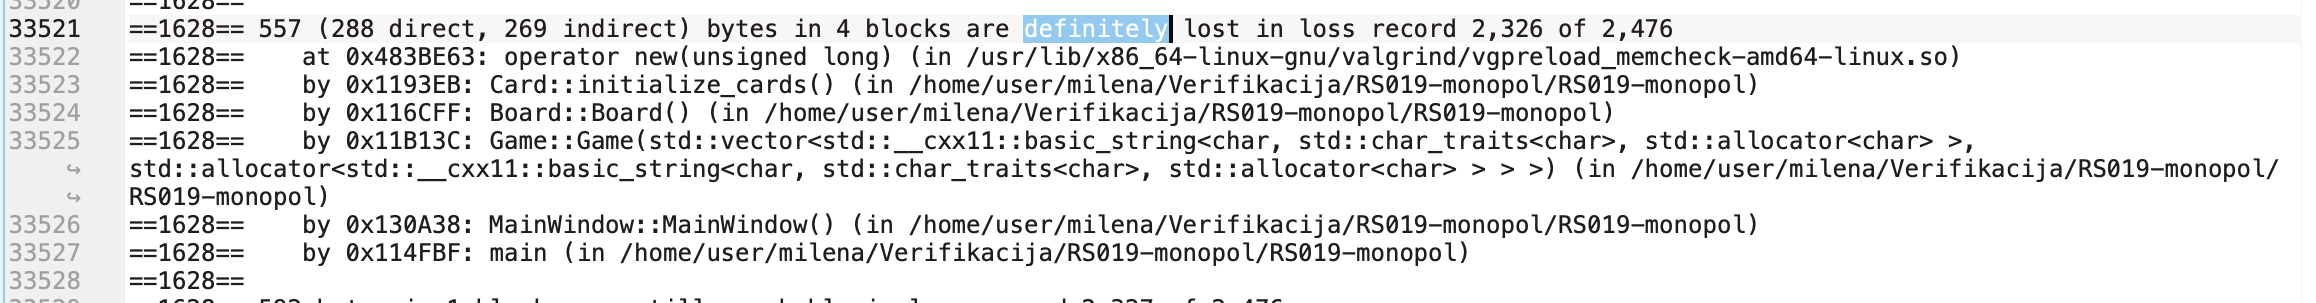 33520 ==1628==
33521 ==1628== 557 (288 direct, 269 indirect) bytes in 4 blocks are definitely lost in loss record 2,326 of 2,476
33522 ==1628==    at 0x483BE63: operator new(unsigned long) (in /usr/lib/x86_64-linux-gnu/valgrind/vgpreload_memcheck-amd64-linux.so)
33523 ==1628==    by 0x1193EB: Card::initialize_cards() (in /home/user/milena/Verifikacija/RS019-monopol/RS019-monopol)
33524 ==1628==    by 0x116CFF: Board::Board() (in /home/user/milena/Verifikacija/RS019-monopol/RS019-monopol)
33525 ==1628==    by 0x11B13C: Game::Game(std::vector<std::__cxx11::basic_string<char, std::char_traits<char>, std::allocator<char> >,
↪ std::allocator<std::__cxx11::basic_string<char, std::char_traits<char>, std::allocator<char> > > >) (in /home/user/milena/Verifikacija/RS019-monopol/
↪ RS019-monopol)
33526 ==1628==    by 0x130A38: MainWindow::MainWindow() (in /home/user/milena/Verifikacija/RS019-monopol/RS019-monopol)
33527 ==1628==    by 0x114FBF: main (in /home/user/milena/Verifikacija/RS019-monopol/RS019-monopol)
33528 ==1628==